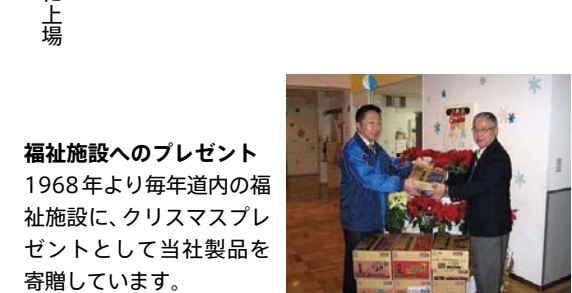 上場
福祉施設へのプレゼント
1968年より毎年道内の福
祉施設に、クリスマスプレ
ゼントとして当社製品を
寄贈しています。